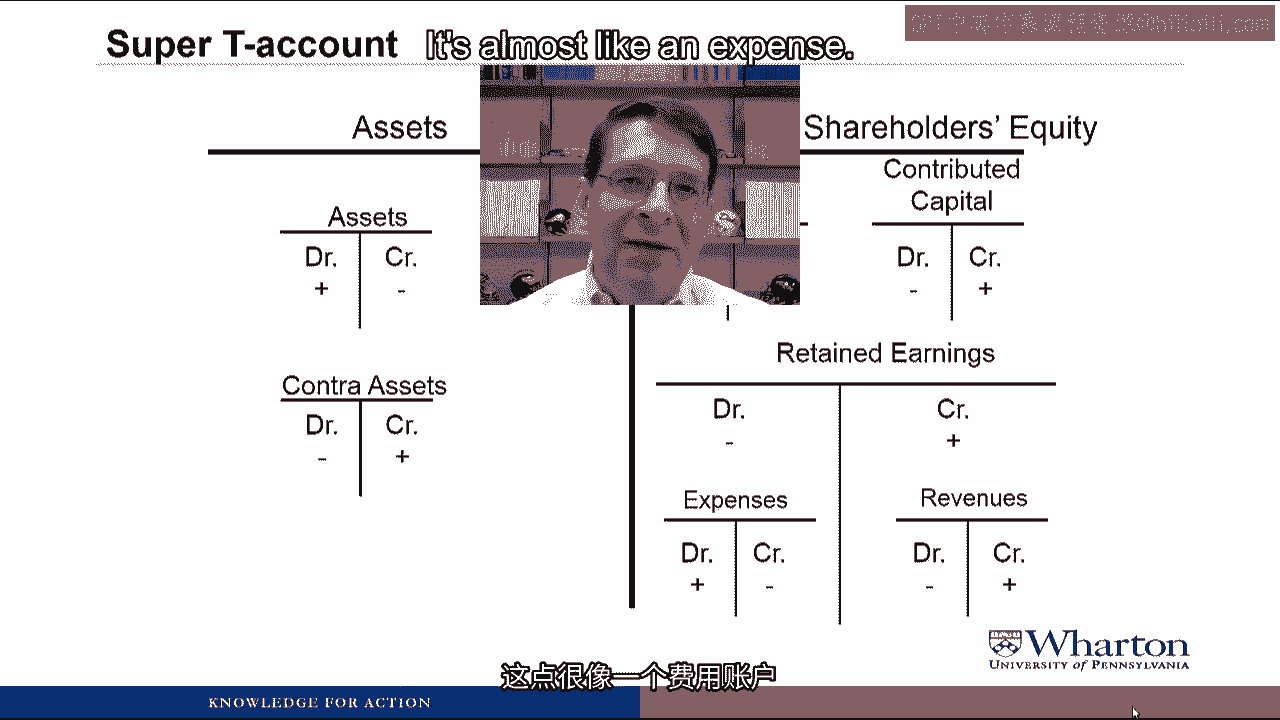 Super T-account
It's almost like an expense.
Assets
Shareholders' Equity
Contributed
Capital
Assets
Dr. Cr.
+ -
Dr. Cr.
- +
Retained Earnings
Contra Assets
Dr. Cr.
- +
Dr. Cr.
- +
Expenses
Revenues
Dr. Cr.
+ -
Dr. Cr.
- +
Wharton
UNIVERSITY of PENNSYLVANIA
这点很像一个费用账户
KNOWLEDGE FOR ACTION